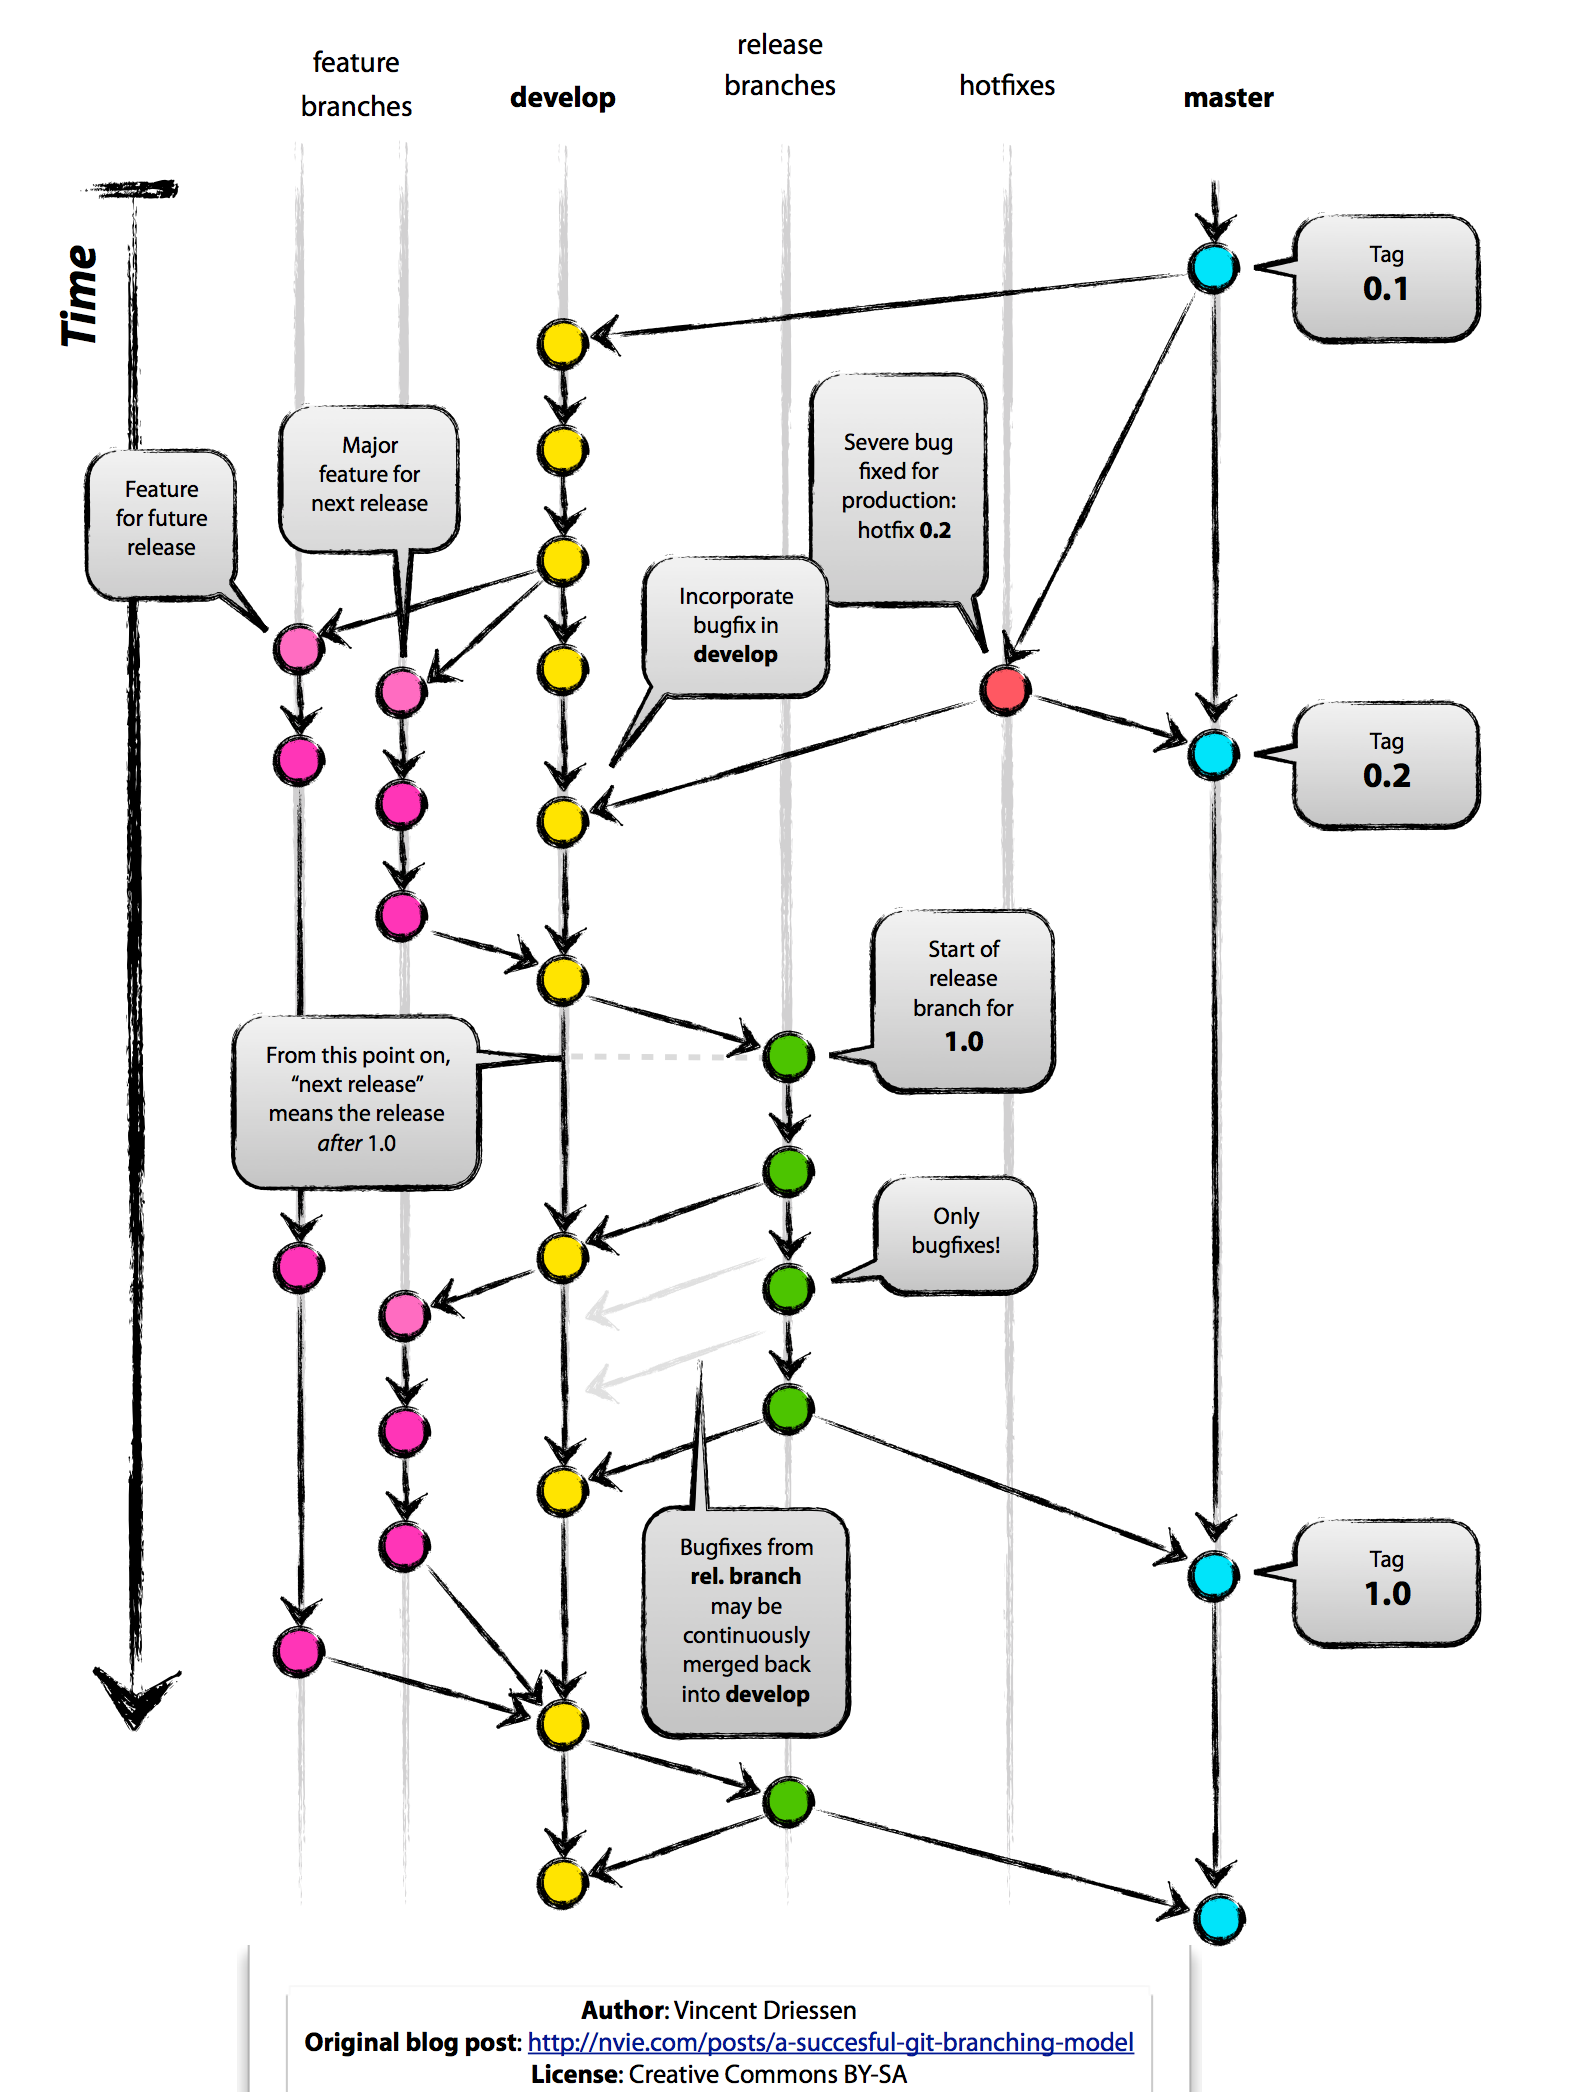 feature
branches
develop
release
branches
hotfixes
master
Time
Tag
0.1
Feature
for future
release
Major
feature for
next release
Severe bug
fixed for
production:
hotfix 0.2
Incorporate
bugfix in
develop
Tag
0.2
Start of
release
branch for
1.0
From this point on,
“next release”
means the release
after 1.0
Only
bugfixes!
Bugfixes from
rel. branch
may be
continuously
merged back
into develop
Tag
1.0
Author: Vincent Driessen
Original blog post: http://nvie.com/posts/a-succesful-git-branching-model
License: Creative Commons BY-SA